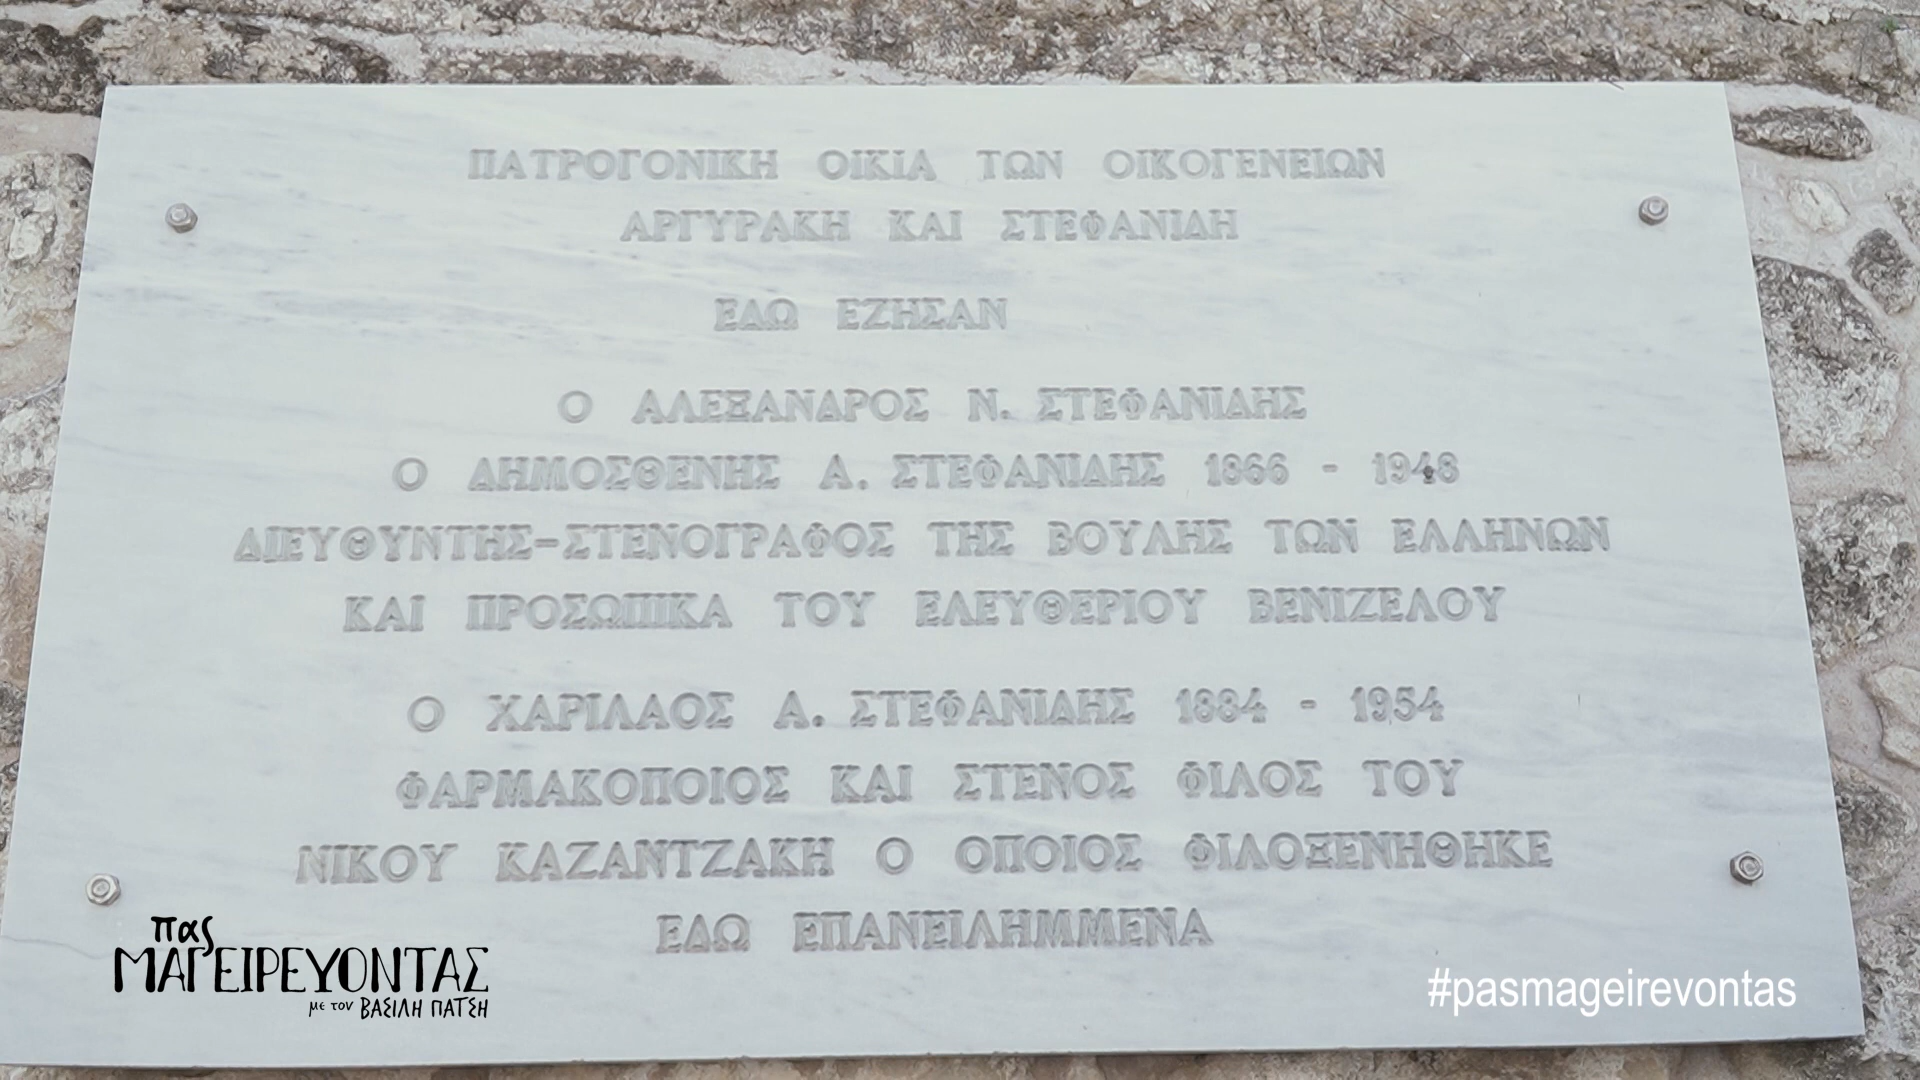 ΠΑΤΡΟΓΟΝΙΚΗ ΟΙΚΙΑ ΤΩΝ ΟΙΚΟΓΕΝΕΙΩΝ
ΑΡΓΥΡΑΚΗ ΚΑΙ ΣΤΕΦΑΝΙΔΗ
ΕΔΩ ΕΖΗΣΑΝ
Ο ΑΛΕΞΑΝΔΡΟΣ Ν. ΣΤΕΦΑΝΙΔΗΣ
Ο ΔΗΜΟΣΘΕΝΗΣ Α. ΣΤΕΦΑΝΙΔΗΣ 1866 - 1948
ΔΙΕΥΘΥΝΤΗΣ-ΣΤΕΝΟΓΡΑΦΟΣ ΤΗΣ ΒΟΥΛΗΣ ΤΩΝ ΕΛΛΗΝΩΝ
ΚΑΙ ΠΡΟΣΩΠΙΚΑ ΤΟΥ ΕΛΕΥΘΕΡΙΟΥ ΒΕΝΙΖΕΛΟΥ
Ο ΧΑΡΙΛΑΟΣ Α. ΣΤΕΦΑΝΙΔΗΣ 1884 - 1954
ΦΑΡΜΑΚΟΠΟΙΟΣ ΚΑΙ ΣΤΕΝΟΣ ΦΙΛΟΣ ΤΟΥ
ΝΙΚΟΥ ΚΑΖΑΝΤΖΑΚΗ Ο ΟΠΟΙΟΣ ΦΙΛΟΞΕΝΗΘΗΚΕ
ΕΔΩ ΕΠΑΝΕΙΛΗΜΜΕΝΑ
πας
ΜΑΓΕΙΡΕΥΟΝΤΑΣ
με τον ΒΑΣΙΛΗ ΠΑΤΣΗ
#pasmageirevontas